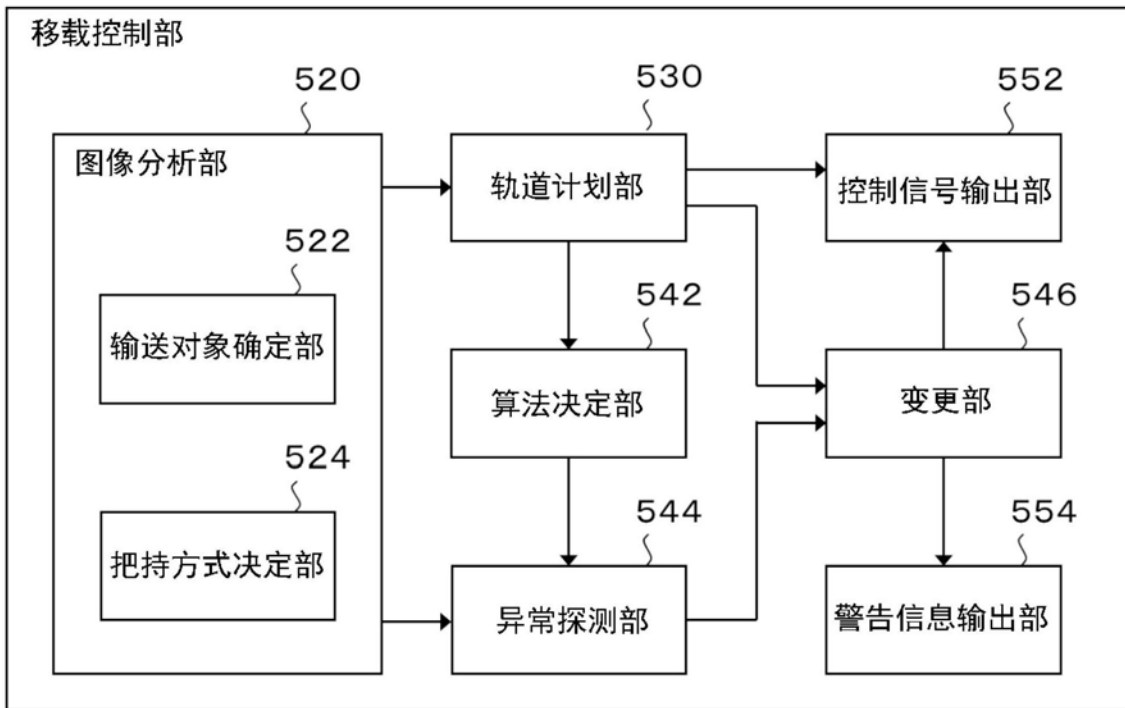 移载控制部
520
530
552
图像分析部
轨道计划部
控制信号输出部
522
542
546
输送对象确定部
算法决定部
变更部
524
544
554
把持方式决定部
异常探测部
警告信息输出部